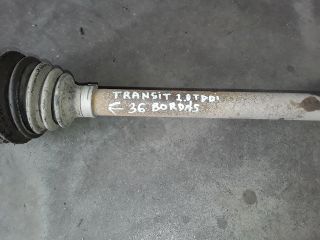 TRANSIT 2.0TDDI
← 36 BORDAS